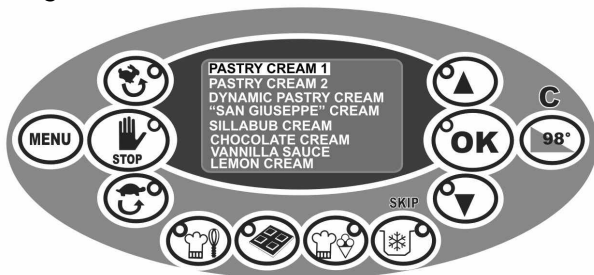 PASTRY CREAM 1
PASTRY CREAM 2
DYNAMIC PASTRY CREAM
“SAN GIUSEPPE” CREAM
SILLABUB CREAM
CHOCOLATE CREAM
VANNILLA SAUCE
LEMON CREAM
MENU
STOP
OK
C
98°
SKIP